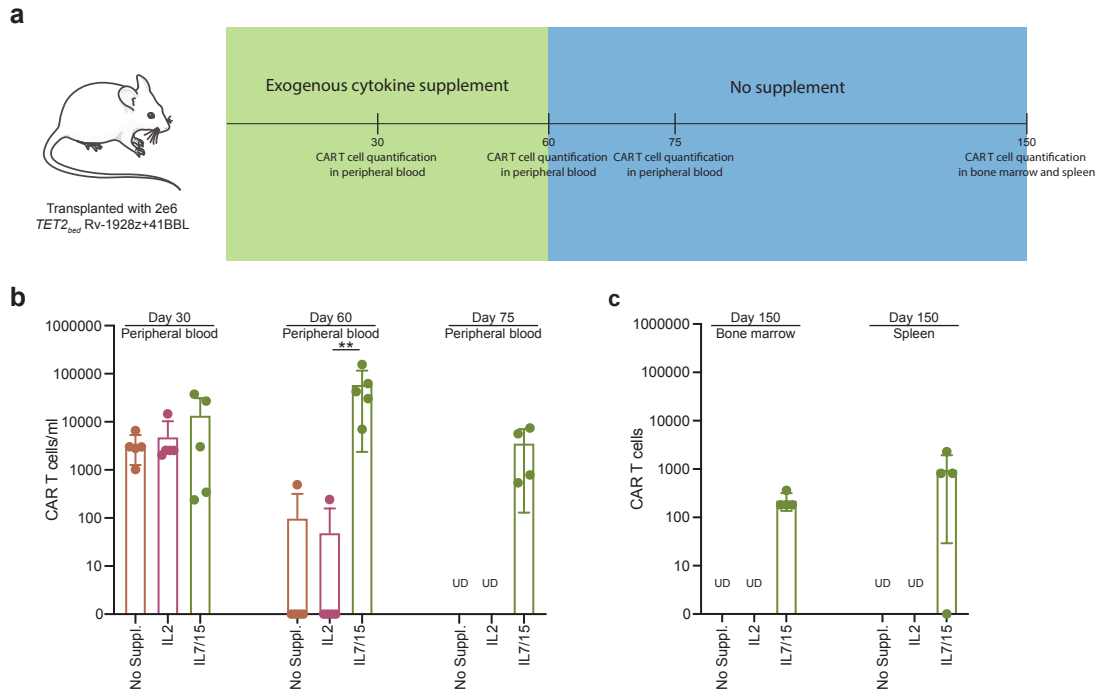 a
Exogenous cytokine supplement
No supplement
30
60
75
150
CAR T cell quantification
in peripheral blood
CAR T cell quantification
in peripheral blood
CAR T cell quantification
in peripheral blood
CAR T cell quantification
in bone marrow and spleen
Transplanted with 2e6
TET2bed Rv-1928z+41BBL
b
Day 30
Peripheral blood
Day 60
Peripheral blood
Day 75
Peripheral blood
**
CAR T cells/ml
1000000
100000
10000
1000
100
10
0
UD
UD
No Suppl.
IL2
IL7/15
No Suppl.
IL2
IL7/15
No Suppl.
IL2
IL7/15
c
Day 150
Bone marrow
Day 150
Spleen
CAR T cells
1000000
100000
10000
1000
100
10
0
UD
UD
UD
UD
No Suppl.
IL2
IL7/15
No Suppl.
IL2
IL7/15